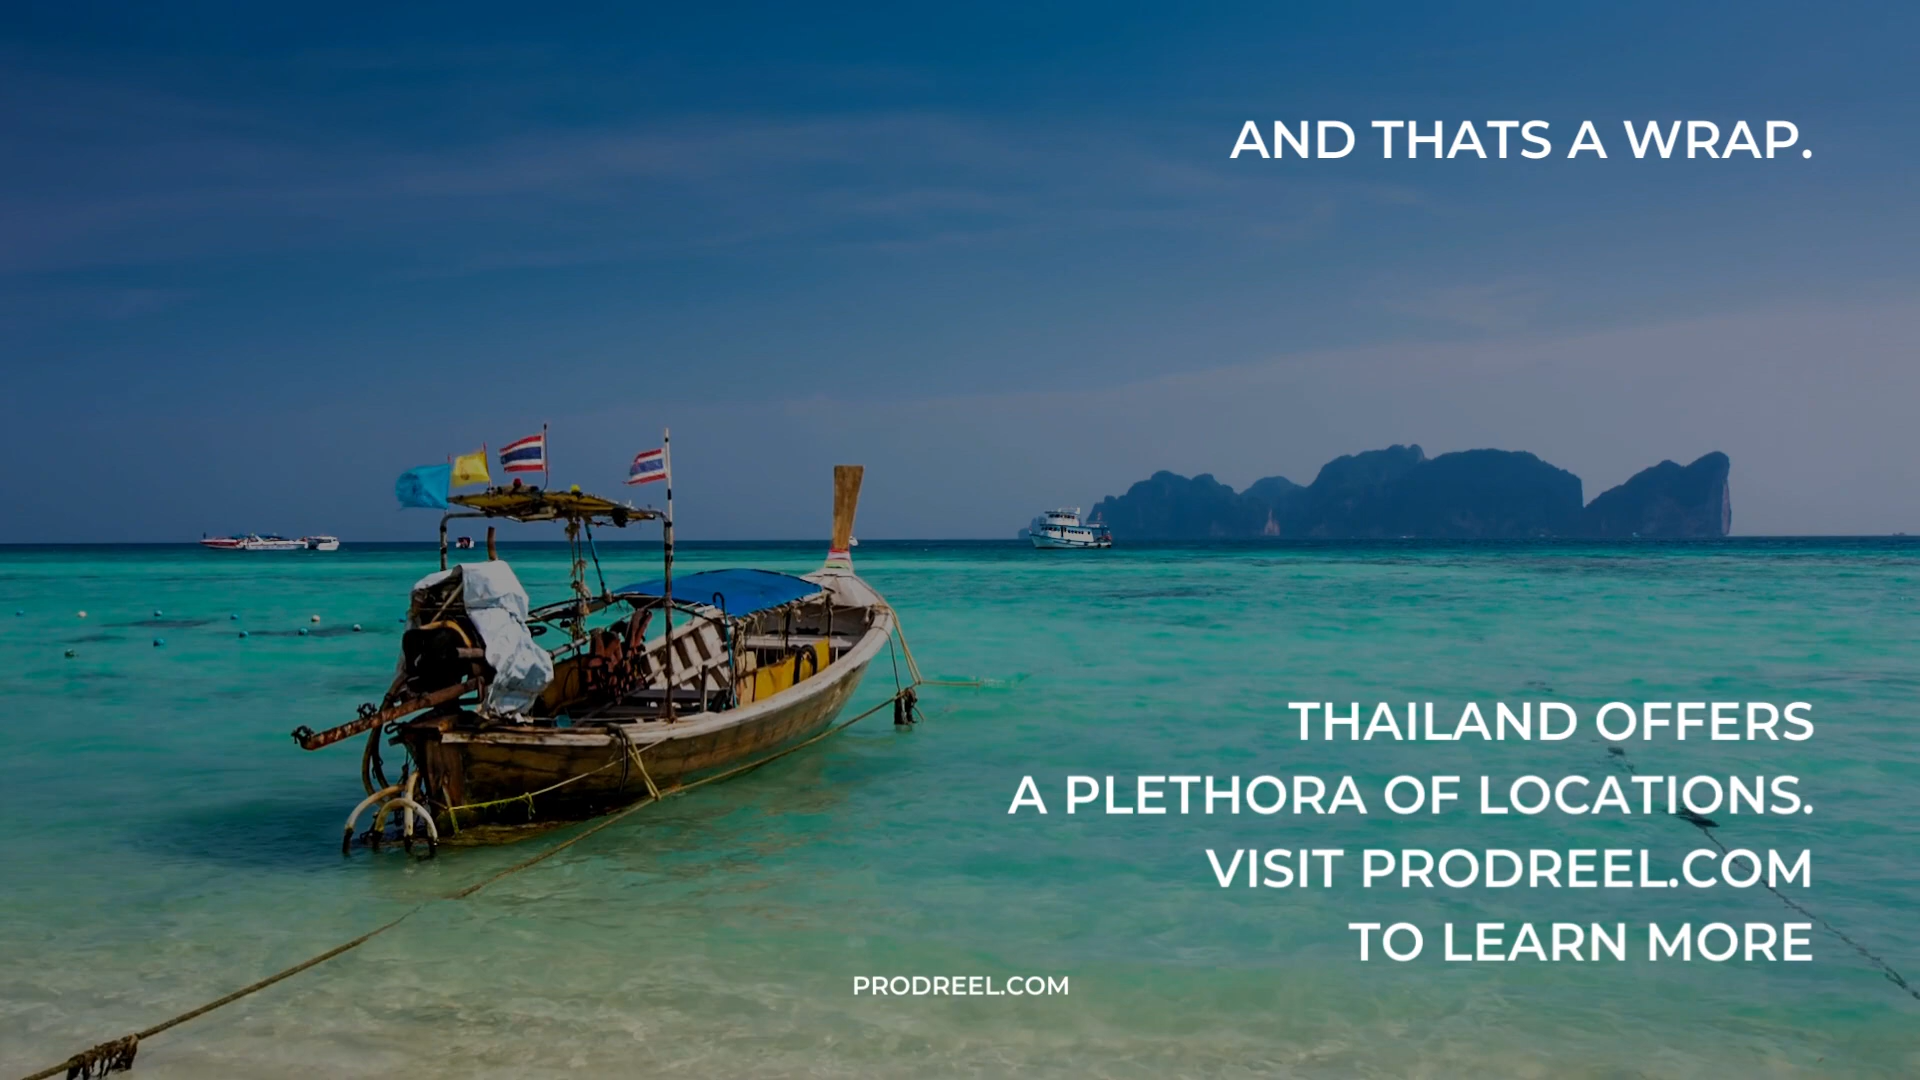 AND THATS A WRAP.
THAILAND OFFERS
A PLETHORA OF LOCATIONS.
VISIT PRODREEL.COM
TO LEARN MORE
PRODREEL.COM